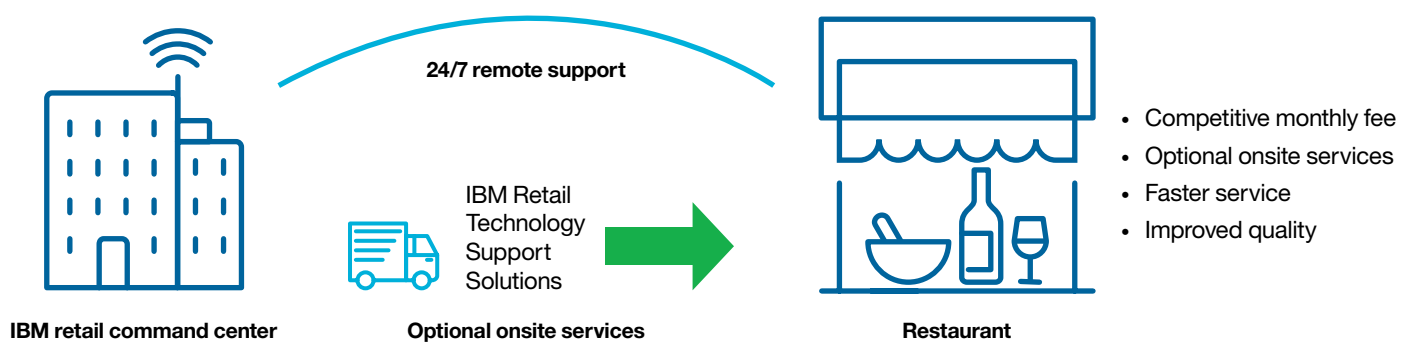 24/7 remote support
IBM Retail
Technology
Support
Solutions
IBM retail command center
Optional onsite services
Restaurant
• Competitive monthly fee
• Optional onsite services
• Faster service
• Improved quality